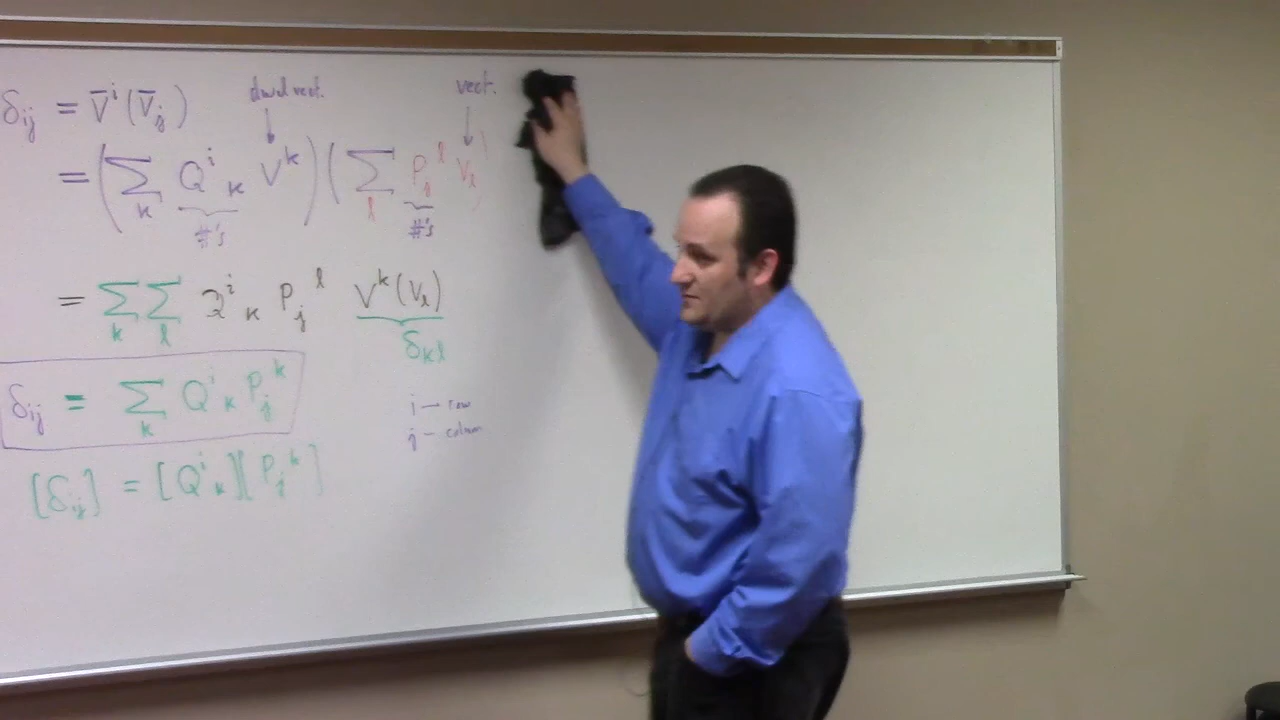 dual vect. vect.
δij = V̄ⁱ(V̄j)
= (∑k Qⁱk Vᵏ)(∑l Pjˡ Vl)
#'s #'s
= ∑k ∑l Qⁱk Pjˡ Vᵏ(Vl)
δkl
δij = ∑k Qⁱk Pjᵏ
i — row
j — column
[δij] = [Qⁱk][Pjᵏ]